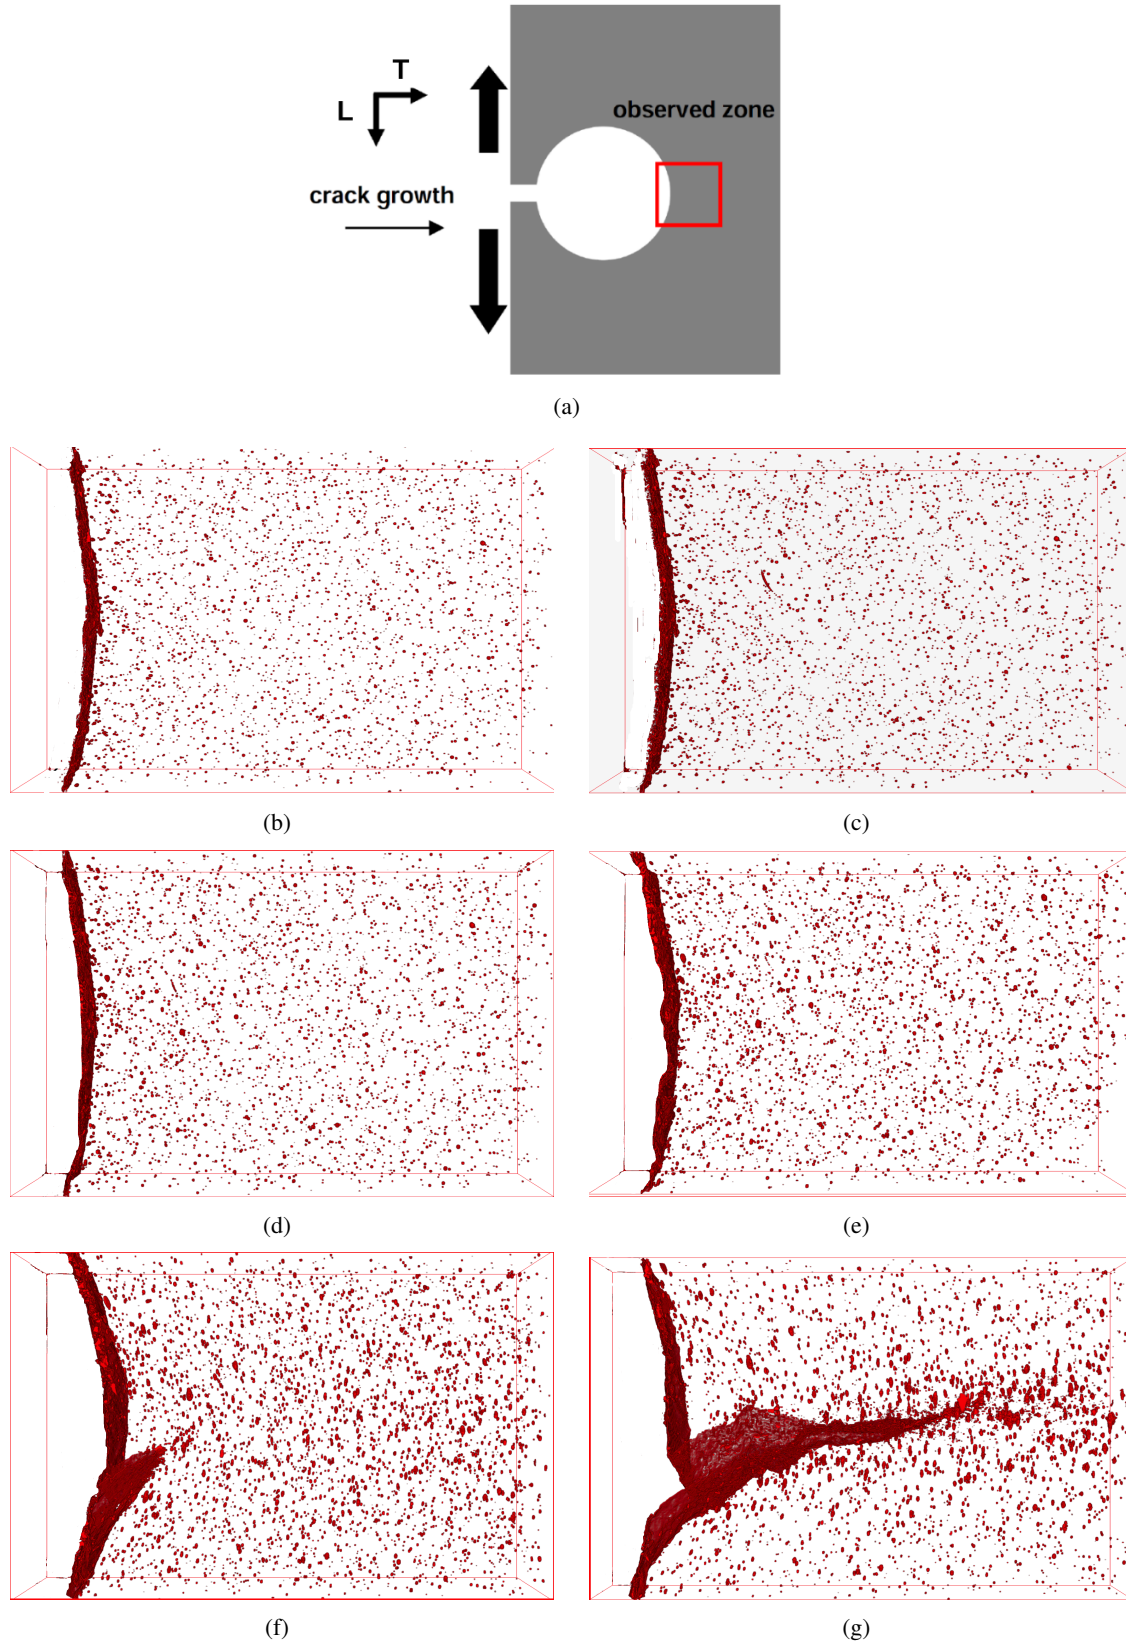 T
L
observed zone
crack growth
(a)
(b)
(c)
(d)
(e)
(f)
(g)